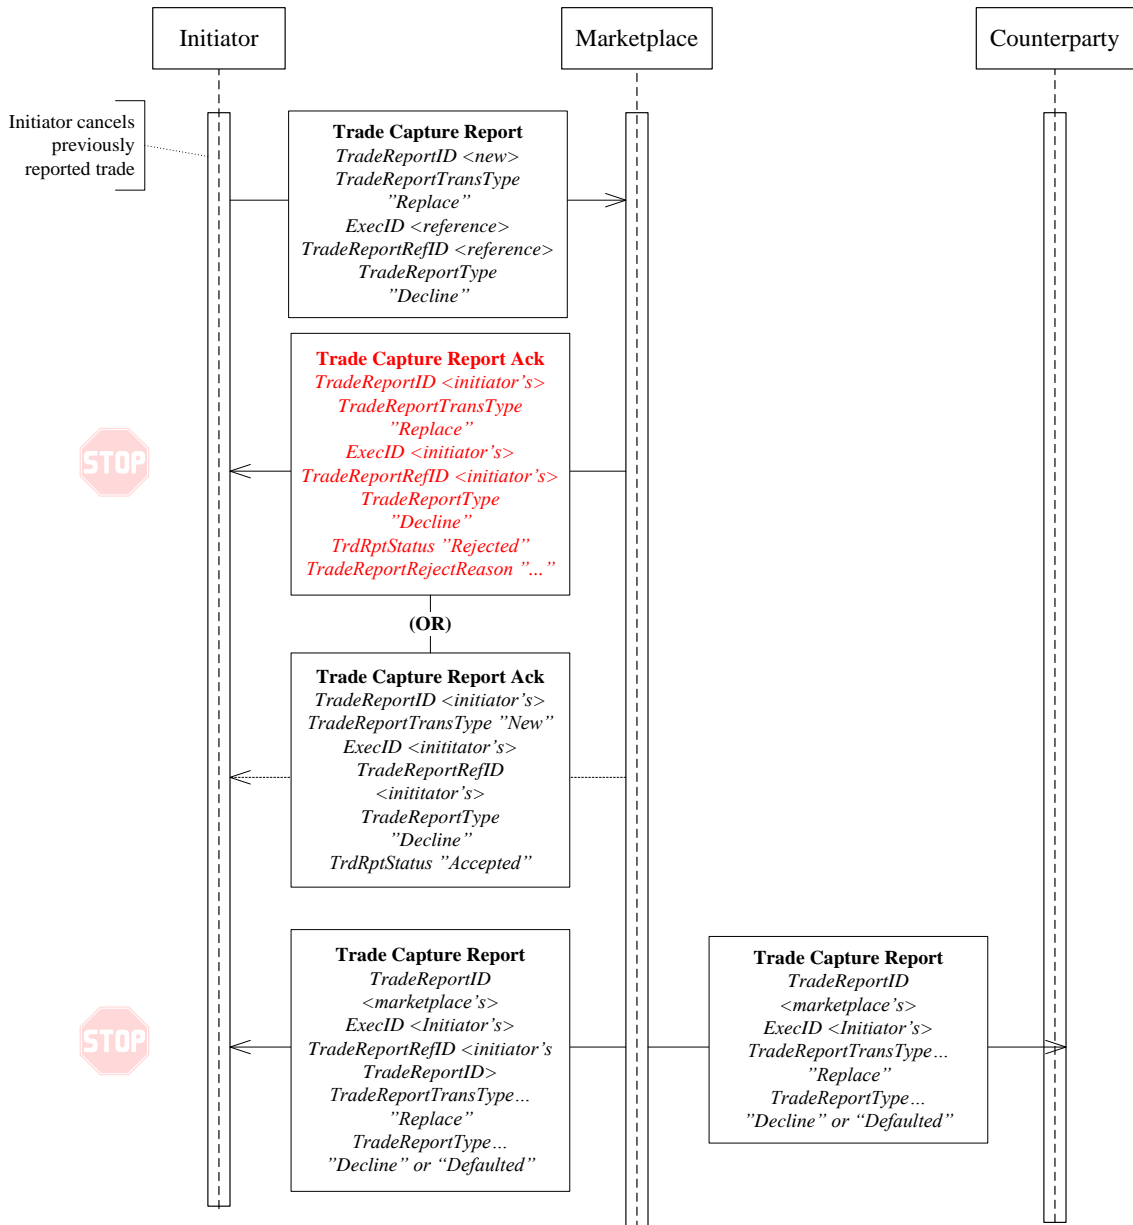 Initiator
Marketplace
Counterparty
Initiator cancels
previously
reported trade
Trade Capture Report
TradeReportID <new>
TradeReportTransType
”Replace”
ExecID <reference>
TradeReportRefID <reference>
TradeReportType
”Decline”
Trade Capture Report Ack
TradeReportID <initiator’s>
TradeReportTransType
”Replace”
ExecID <initiator’s>
TradeReportRefID <initiator’s>
TradeReportType
”Decline”
TrdRptStatus ”Rejected”
TradeReportRejectReason ”...”
STOP
(OR)
Trade Capture Report Ack
TradeReportID <initiator’s>
TradeReportTransType ”New”
ExecID <inititator’s>
TradeReportRefID
<inititator’s>
TradeReportType
”Decline”
TrdRptStatus ”Accepted”
Trade Capture Report
TradeReportID
<marketplace’s>
ExecID <Initiator’s>
TradeReportRefID <initiator’s
TradeReportID>
TradeReportTransType…
”Replace”
TradeReportType…
”Decline” or “Defaulted”
STOP
Trade Capture Report
TradeReportID
<marketplace’s>
ExecID <Initiator’s>
TradeReportTransType…
”Replace”
TradeReportType…
”Decline” or “Defaulted”